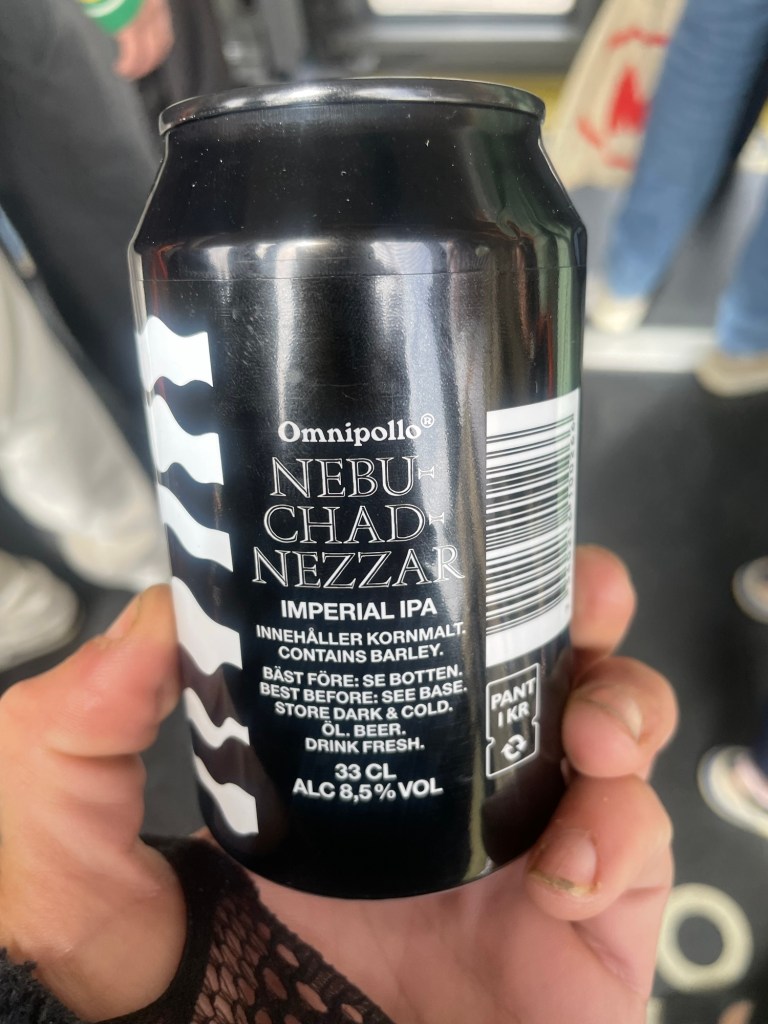 Omnipollo®
NEBU-
CHAD-
NEZZAR
IMPERIAL IPA
INNEHÅLLER KORNMALT.
CONTAINS BARLEY.
BÄST FÖRE: SE BOTTEN.
BEST BEFORE: SEE BASE.
STORE DARK & COLD.
ÖL. BEER.
DRINK FRESH.
33 CL
ALC 8,5 % VOL
PANT
1 KR